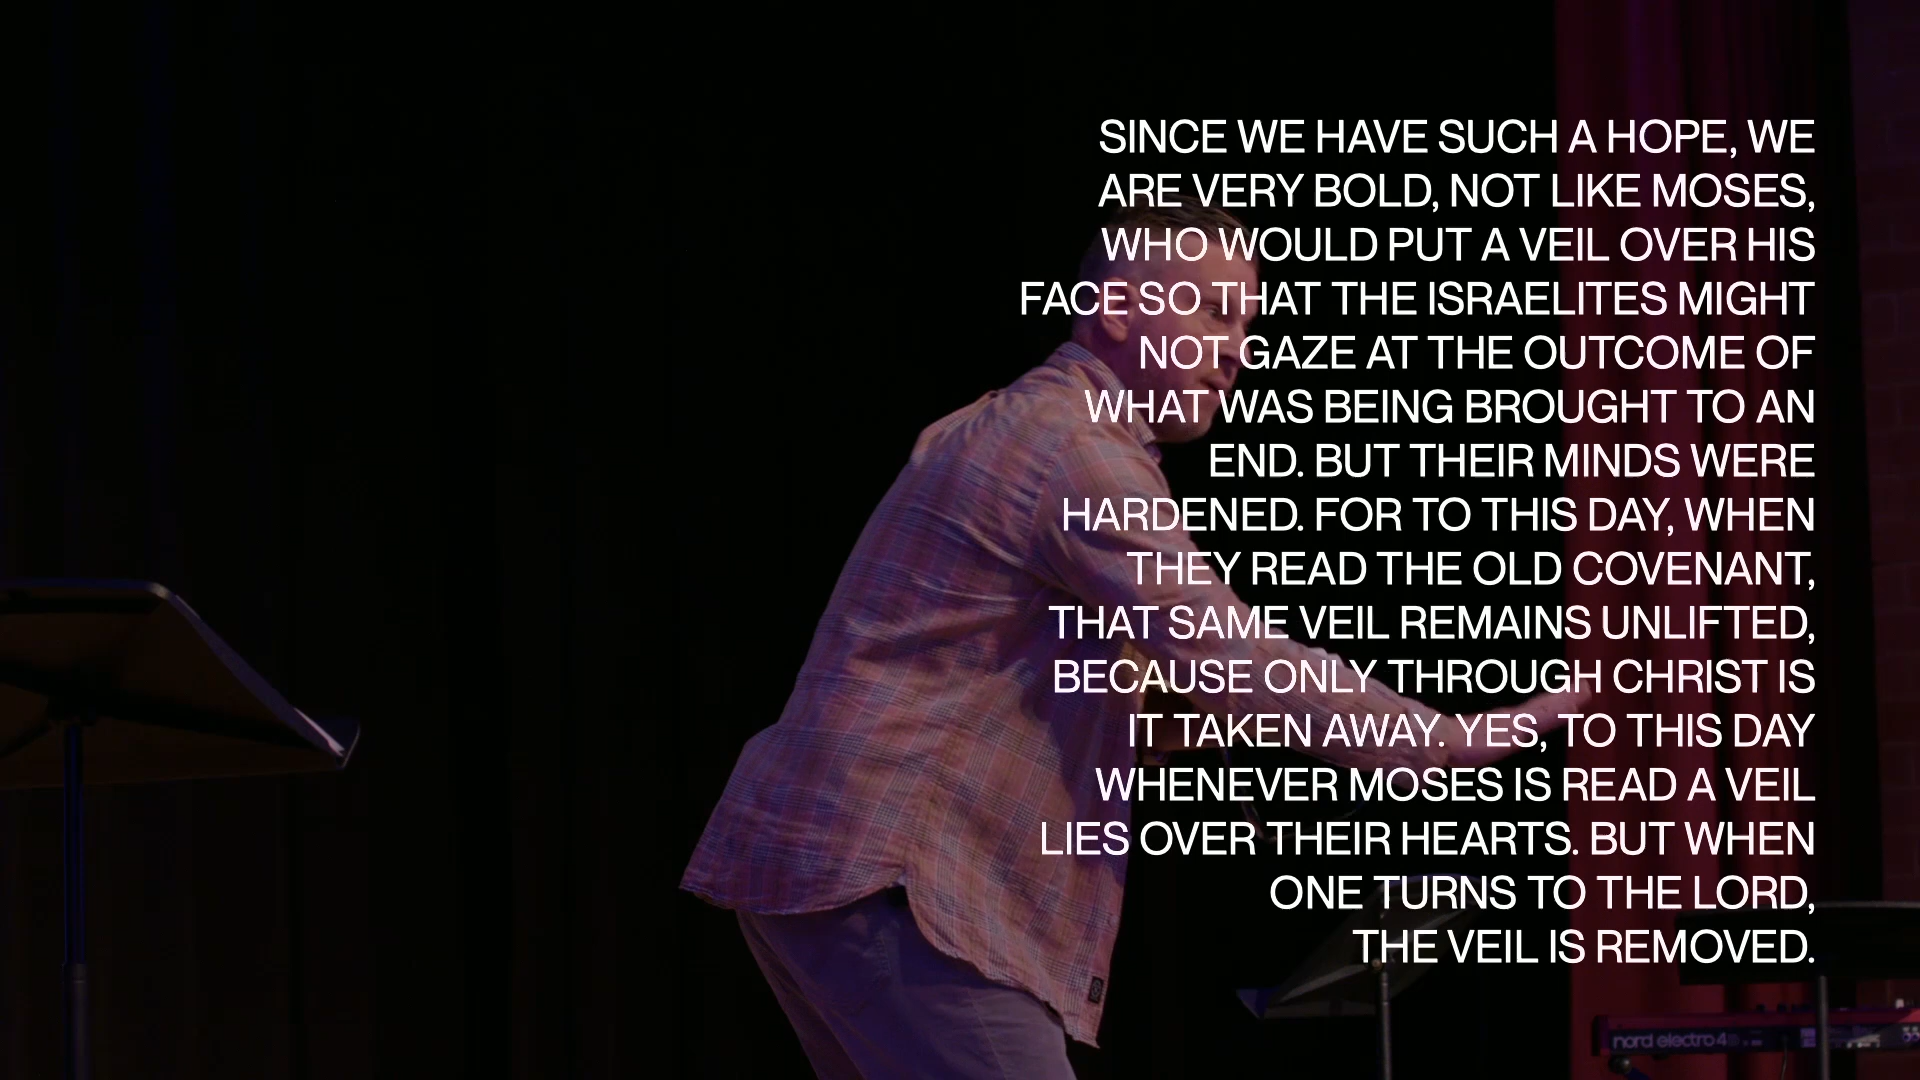 SINCE WE HAVE SUCH A HOPE, WE
ARE VERY BOLD, NOT LIKE MOSES,
WHO WOULD PUT A VEIL OVER HIS
FACE SO THAT THE ISRAELITES MIGHT
NOT GAZE AT THE OUTCOME OF
WHAT WAS BEING BROUGHT TO AN
END. BUT THEIR MINDS WERE
HARDENED. FOR TO THIS DAY, WHEN
THEY READ THE OLD COVENANT,
THAT SAME VEIL REMAINS UNLIFTED,
BECAUSE ONLY THROUGH CHRIST IS
IT TAKEN AWAY. YES, TO THIS DAY
WHENEVER MOSES IS READ A VEIL
LIES OVER THEIR HEARTS. BUT WHEN
ONE TURNS TO THE LORD,
THE VEIL IS REMOVED.
nord electro 4